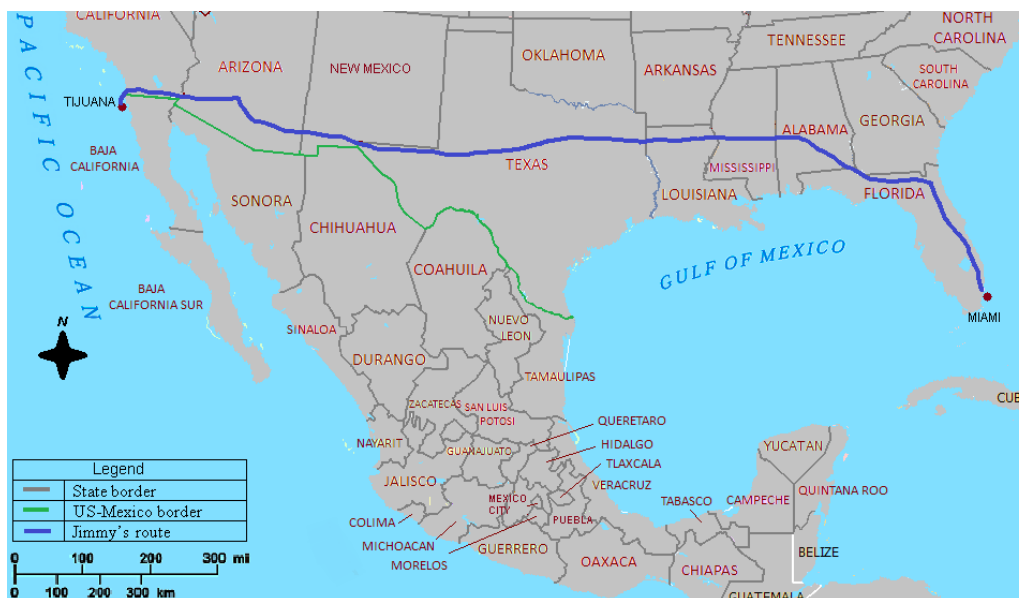 PACIFIC OCEAN
CALIFORNIA
ARIZONA
NEW MEXICO
OKLAHOMA
ARKANSAS
TENNESSEE
NORTH
CAROLINA
SOUTH
CAROLINA
GEORGIA
ALABAMA
MISSISSIPPI
LOUISIANA
TEXAS
FLORIDA
MIAMI
TIJUANA
BAJA
CALIFORNIA
SONORA
CHIHUAHUA
COAHUILA
GULF OF MEXICO
BAJA
CALIFORNIA SUR
SINALOA
NUEVO
LEON
DURANGO
TAMAULIPAS
N
ZACATECAS
SAN LUIS
POTOSI
QUERETARO
HIDALGO
TLAXCALA
VERACRUZ
NAYARIT
GUANAJUATO
JALISCO
MEXICO
CITY
PUEBLA
COLIMA
MICHOACAN
MORELOS
GUERRERO
OAXACA
TABASCO
CAMPECHE
YUCATAN
QUINTANA ROO
CHIAPAS
BELIZE
GUATEMALA
CUB
Legend
State border
US-Mexico border
Jimmy's route
0 100 200 300 mi
0 100 200 300 km